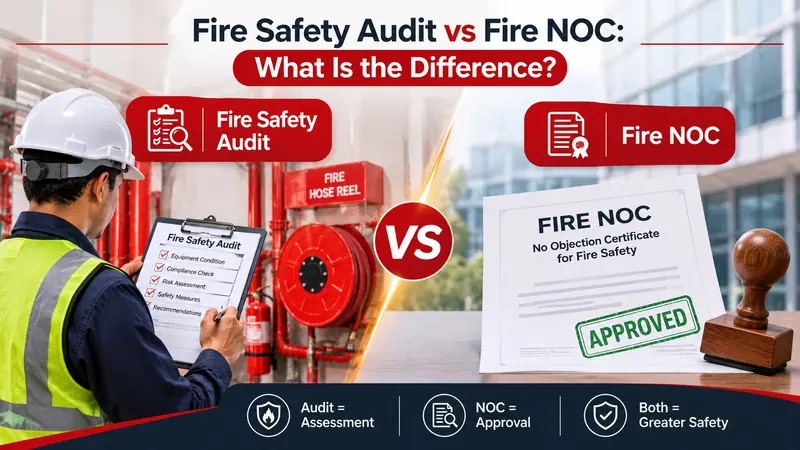 Fire Safety Audit vs Fire NOC:
What Is the Difference?
Fire Safety
Audit
Fire NOC
FIRE
HOSE REEL
VS
Fire Safety Audit
Equipment Condition
Compliance Check
Risk Assessment
Safety Measures
Recommendations
FIRE NOC
No Objection Certificate
for Fire Safety
APPROVED
Audit =
Assessment
NOC =
Approval
Both =
Greater Safety